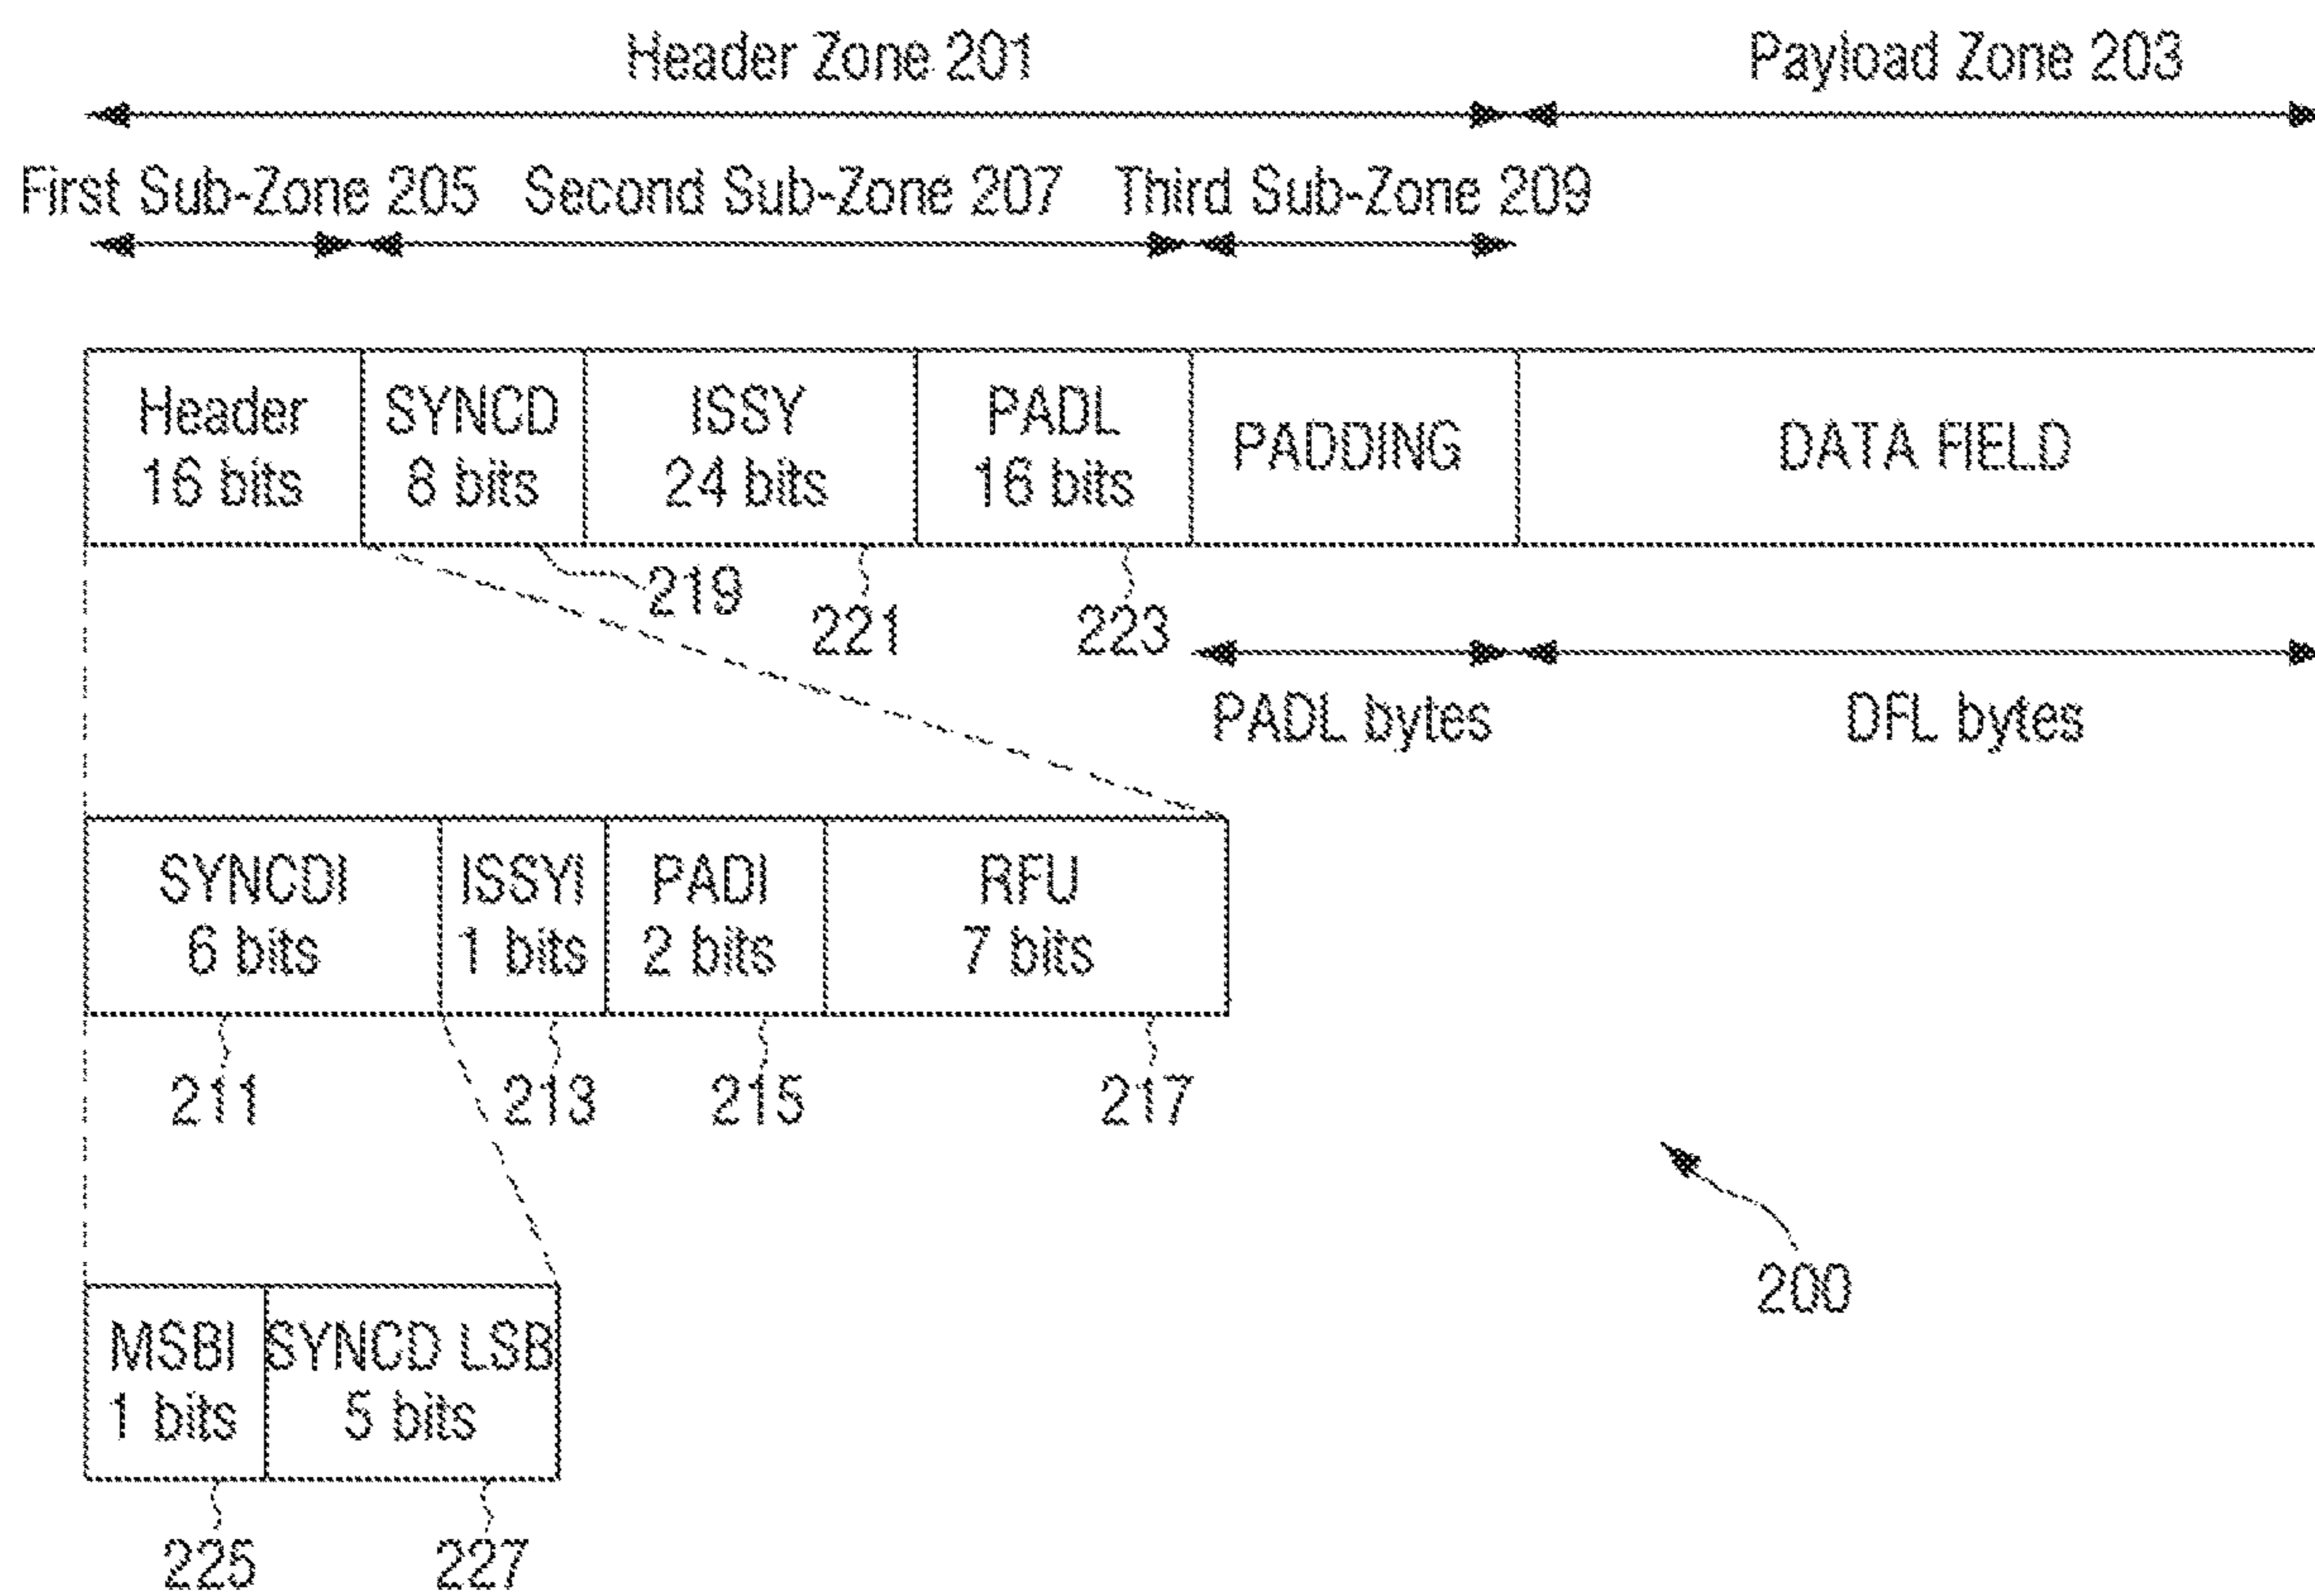 Header Zone 201 Payload Zone 203
First Sub-Zone 205 Second Sub-Zone 207 Third Sub-Zone 209
Header SYNCD ISSY PADL PADDING DATA FIELD
16 bits 8 bits 24 bits 16 bits
219 221 223
PADL bytes DFL bytes
SYNCDI ISSYI PADI RFU
6 bits 1 bits 2 bits 7 bits
211 213 215 217
200
MSBI SYNCD LSB
1 bits 5 bits
225 227